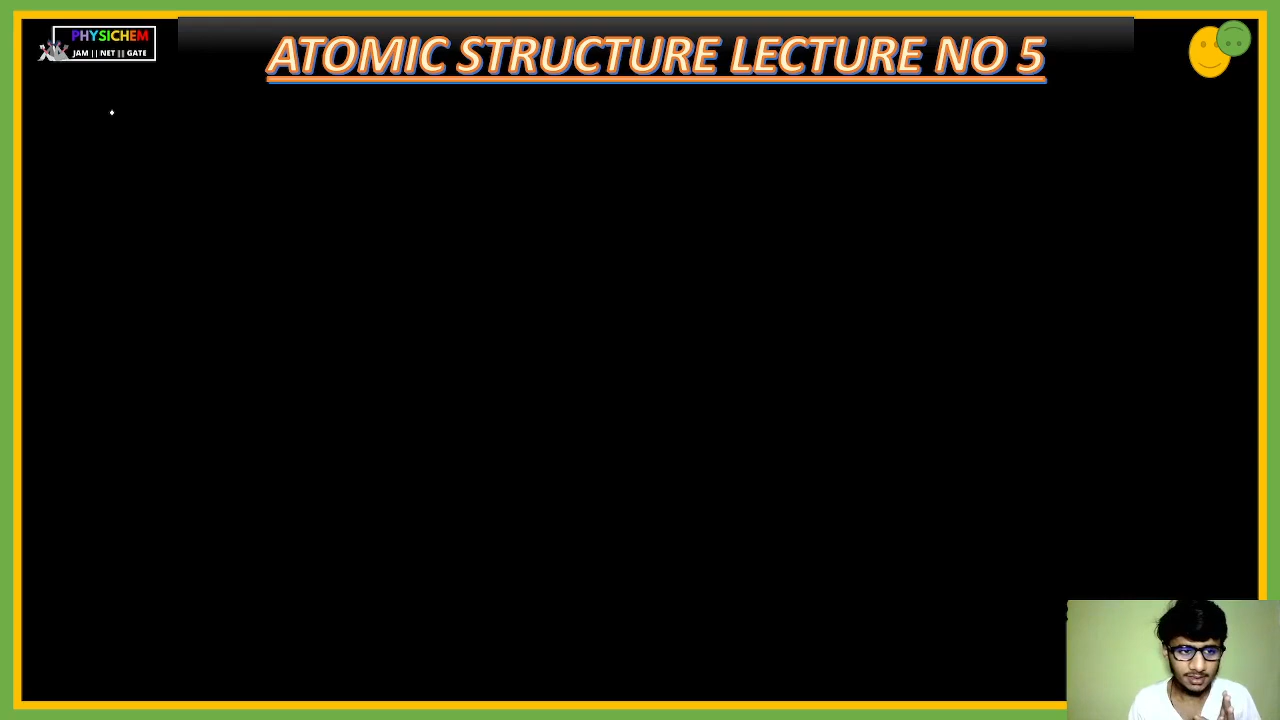 PHYSICHEM
JAM || NET || GATE
ATOMIC STRUCTURE LECTURE NO 5